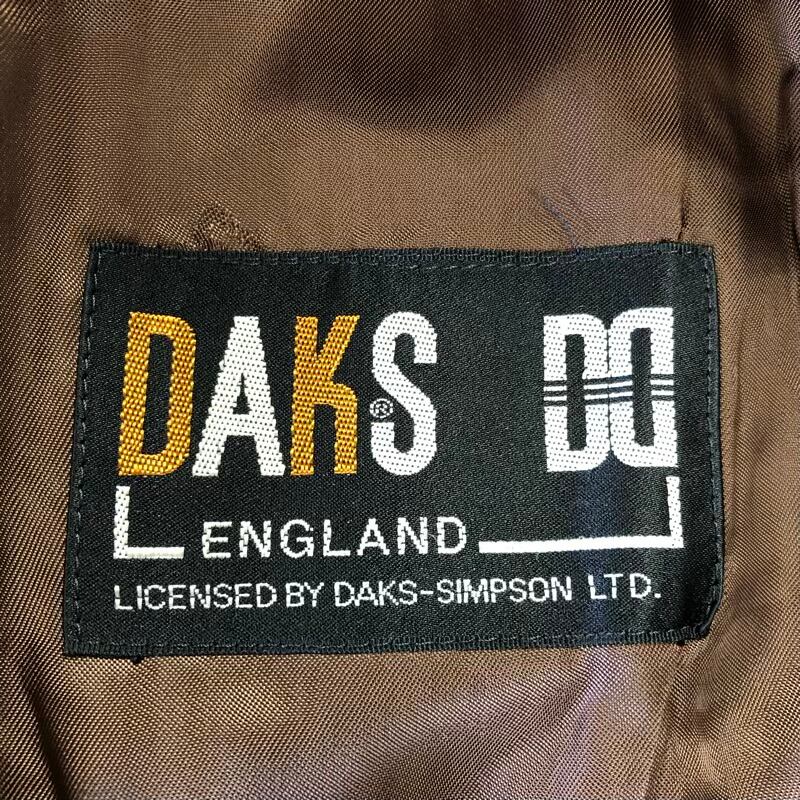 DAKS® DD
ENGLAND
LICENSED BY DAKS-SIMPSON LTD.